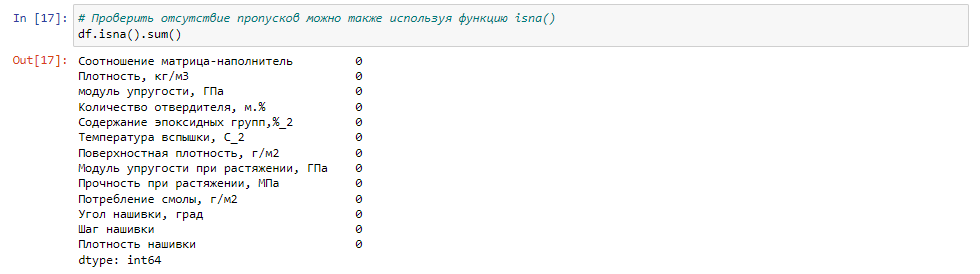 In [17]: # Проверить отсутствие пропусков можно также используя функцию isna()
df.isna().sum()
Out[17]: Соотношение матрица-наполнитель 0
Плотность, кг/м3 0
модуль упругости, ГПа 0
Количество отвердителя, м.% 0
Содержание эпоксидных групп,%_2 0
Температура вспышки, С_2 0
Поверхностная плотность, г/м2 0
Модуль упругости при растяжении, ГПа 0
Прочность при растяжении, МПа 0
Потребление смолы, г/м2 0
Угол нашивки, град 0
Шаг нашивки 0
Плотность нашивки 0
dtype: int64